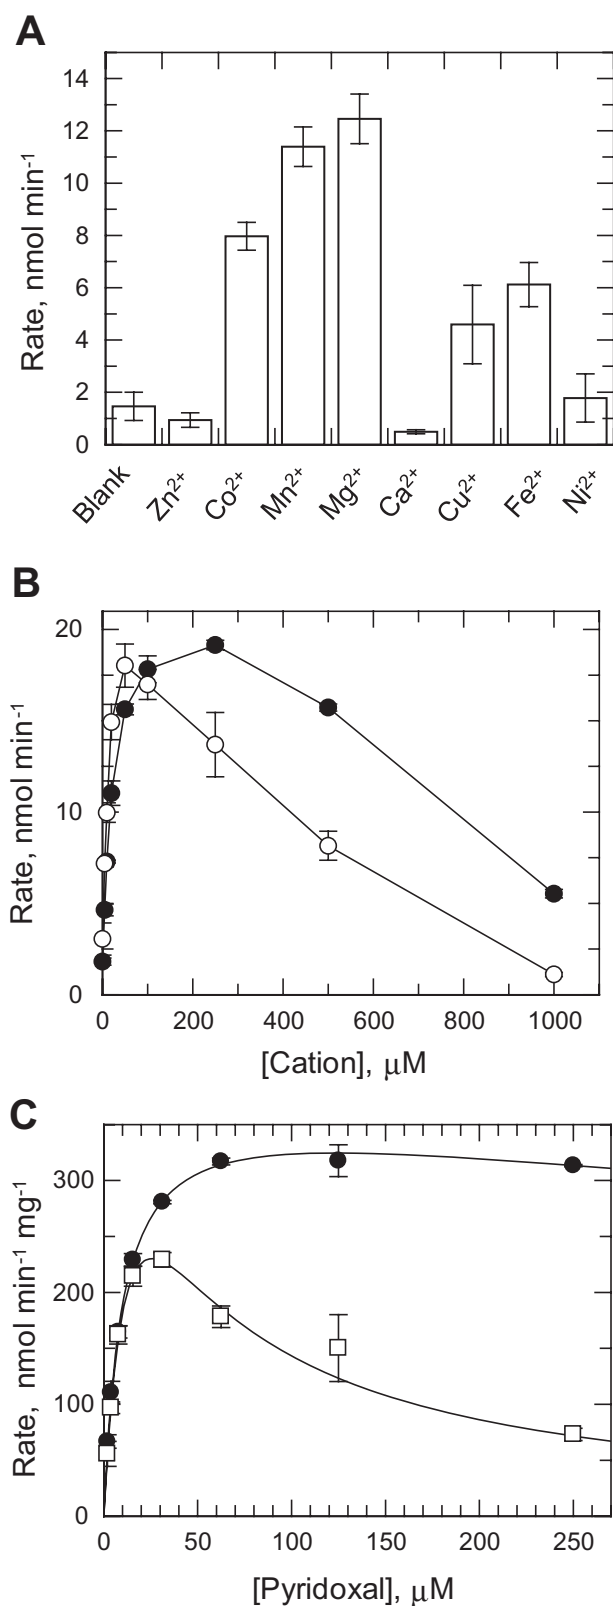 A
14
12
10
8
6
4
2
0
Rate, nmol min⁻¹
Blank
Zn²⁺
Co²⁺
Mn²⁺
Mg²⁺
Ca²⁺
Cu²⁺
Fe²⁺
Ni²⁺
B
20
10
0
Rate, nmol min⁻¹
0 200 400 600 800 1000
[Cation], μM
C
300
200
100
0
Rate, nmol min⁻¹ mg⁻¹
0 50 100 150 200 250
[Pyridoxal], μM